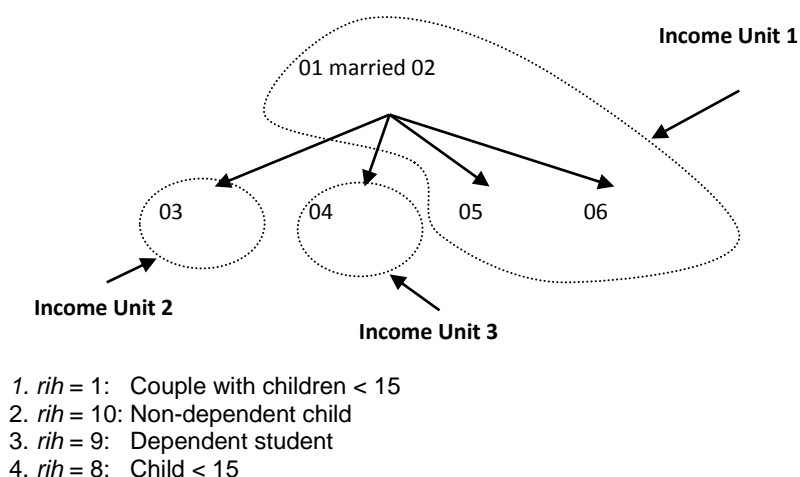 Income Unit 1
01 married 02
03
04
05
06
Income Unit 2
Income Unit 3
1. rih = 1: Couple with children < 15
2. rih = 10: Non-dependent child
3. rih = 9: Dependent student
4. rih = 8: Child < 15